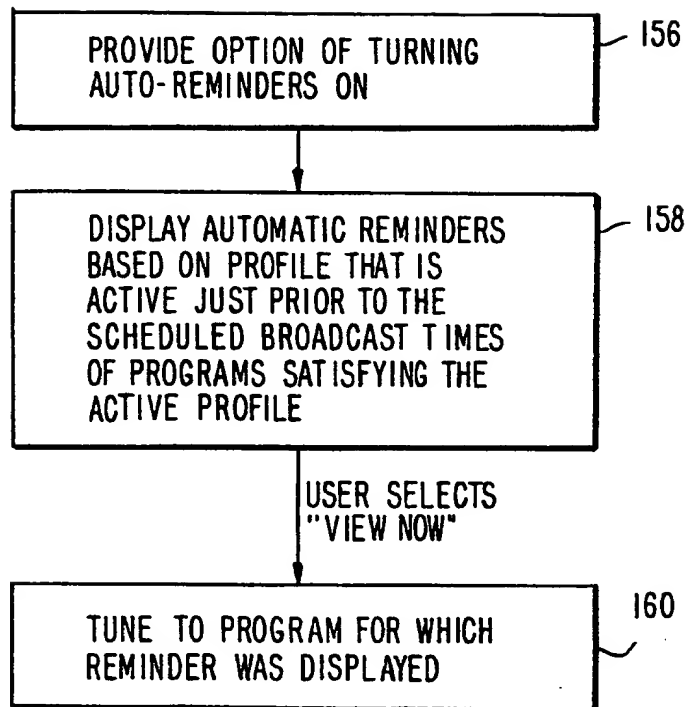 PROVIDE OPTION OF TURNING
AUTO-REMINDERS ON
156
DISPLAY AUTOMATIC REMINDERS
BASED ON PROFILE THAT IS
ACTIVE JUST PRIOR TO THE
SCHEDULED BROADCAST TIMES
OF PROGRAMS SATISFYING THE
ACTIVE PROFILE
158
USER SELECTS
"VIEW NOW"
TUNE TO PROGRAM FOR WHICH
REMINDER WAS DISPLAYED
160